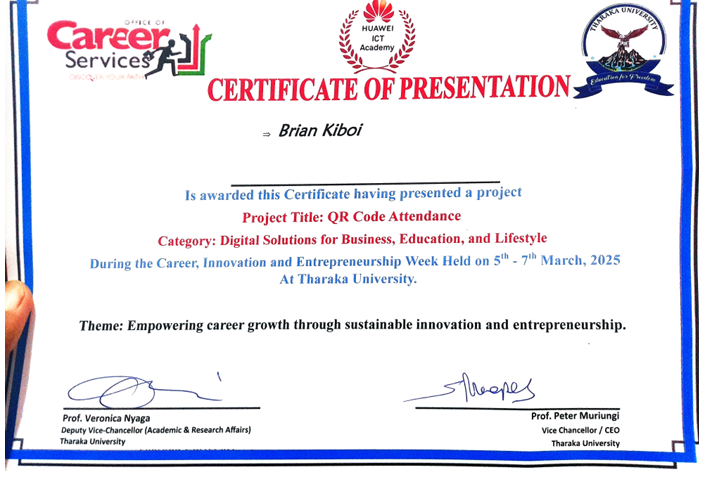 OFFICE OF
Career
Services
DISCOVER YOUR PATH
HUAWEI
ICT
Academy
THARAKA UNIVERSITY
Education for Freedom
CERTIFICATE OF PRESENTATION
⇒ Brian Kiboi
Is awarded this Certificate having presented a project
Project Title: QR Code Attendance
Category: Digital Solutions for Business, Education, and Lifestyle
During the Career, Innovation and Entrepreneurship Week Held on 5th - 7th March, 2025
At Tharaka University.
Theme: Empowering career growth through sustainable innovation and entrepreneurship.
Prof. Veronica Nyaga
Deputy Vice-Chancellor (Academic & Research Affairs)
Tharaka University
Prof. Peter Muriungi
Vice Chancellor / CEO
Tharaka University